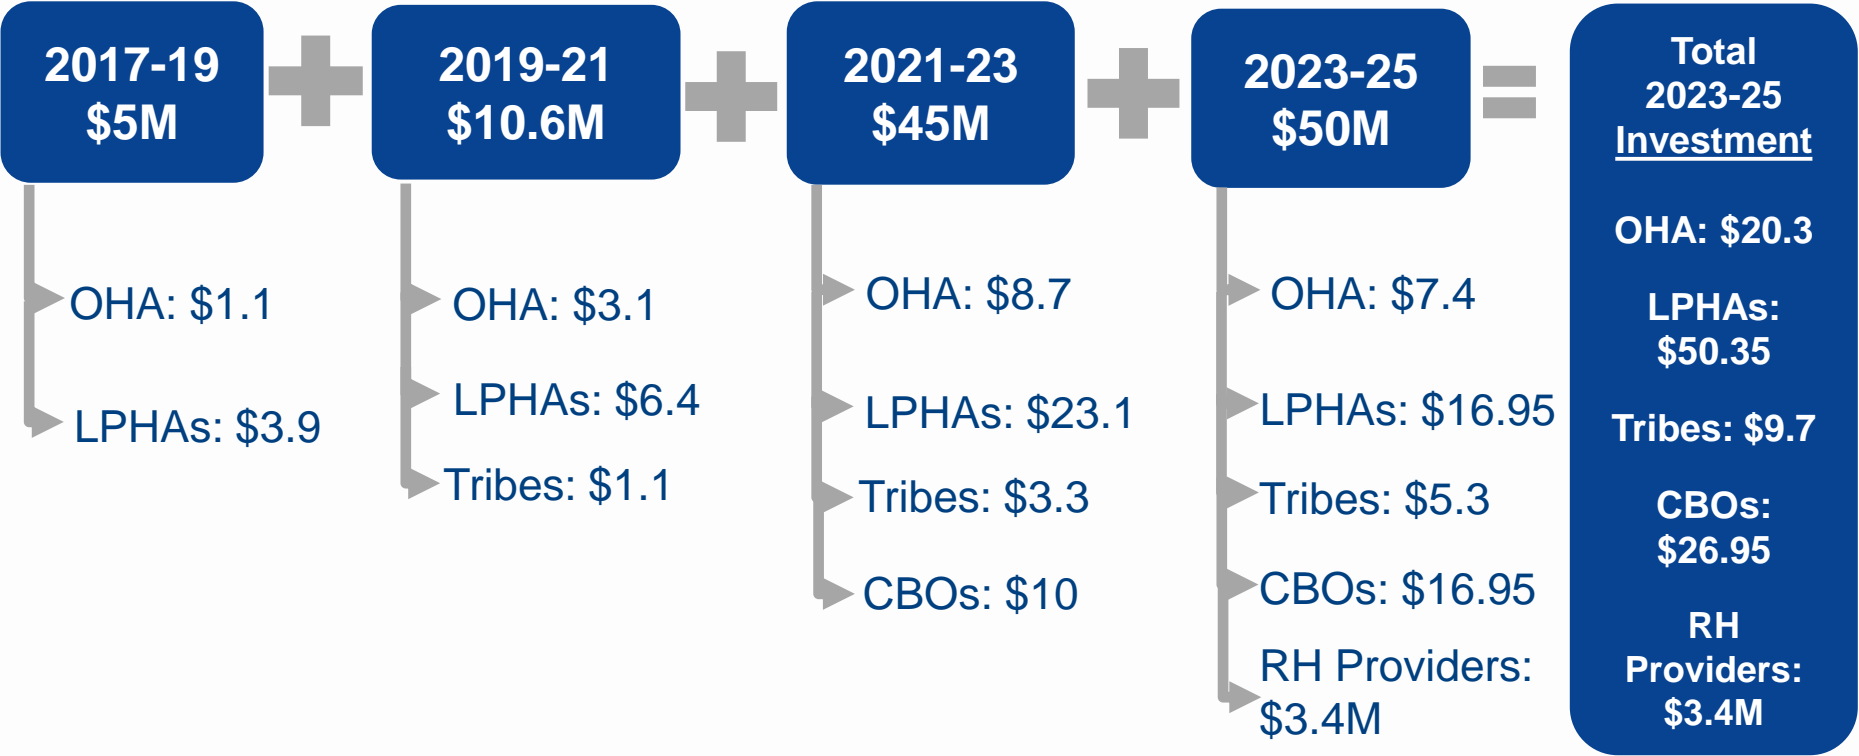 2017-19
$5M
OHA: $1.1
LPHAs: $3.9
2019-21
$10.6M
OHA: $3.1
LPHAs: $6.4
Tribes: $1.1
2021-23
$45M
OHA: $8.7
LPHAs: $23.1
Tribes: $3.3
CBOs: $10
2023-25
$50M
OHA: $7.4
LPHAs: $16.95
Tribes: $5.3
CBOs: $16.95
RH Providers:
$3.4M
Total
2023-25
Investment
OHA: $20.3
LPHAs:
$50.35
Tribes: $9.7
CBOs:
$26.95
RH
Providers:
$3.4M